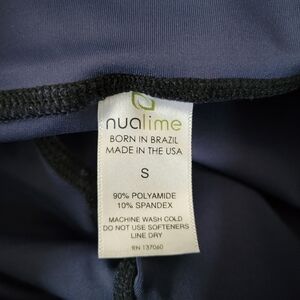 nualime
BORN IN BRAZIL
MADE IN THE USA
S
90% POLYAMIDE
10% SPANDEX
MACHINE WASH COLD
DO NOT USE SOFTENERS
LINE DRY
RN 137060